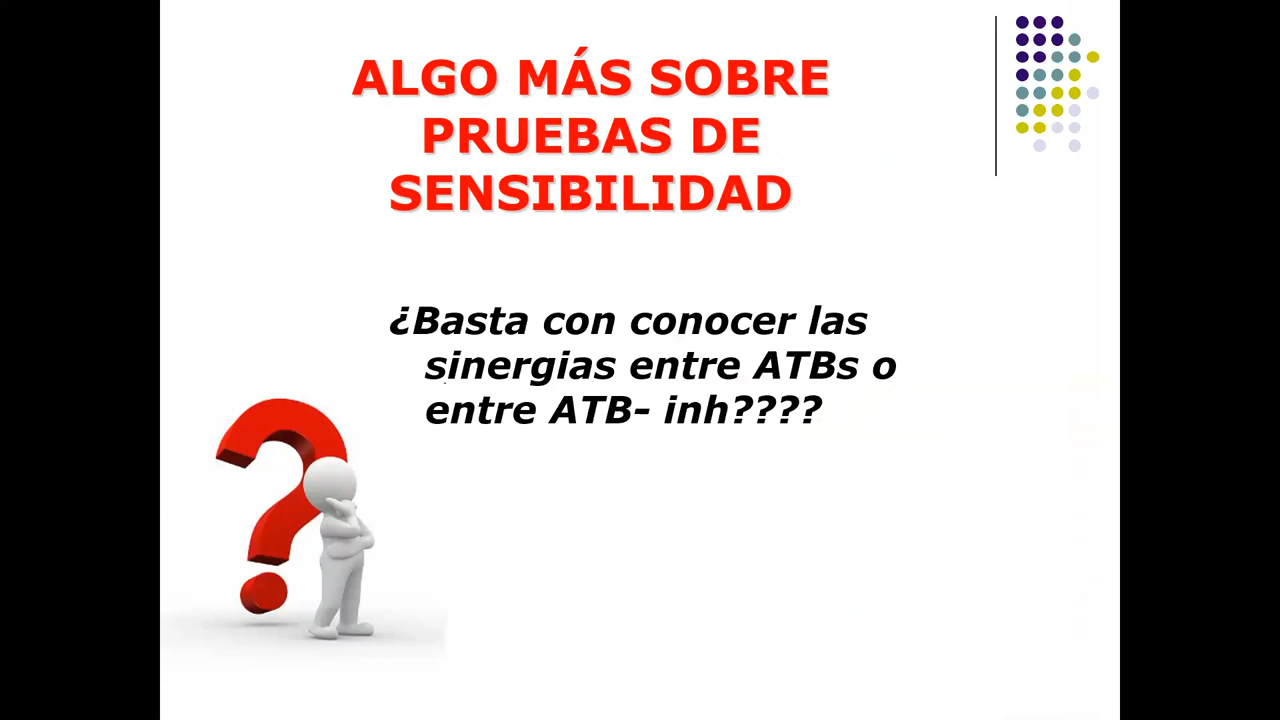 ALGO MÁS SOBRE
PRUEBAS DE
SENSIBILIDAD
¿Basta con conocer las
sinergias entre ATBs o
entre ATB- inh????